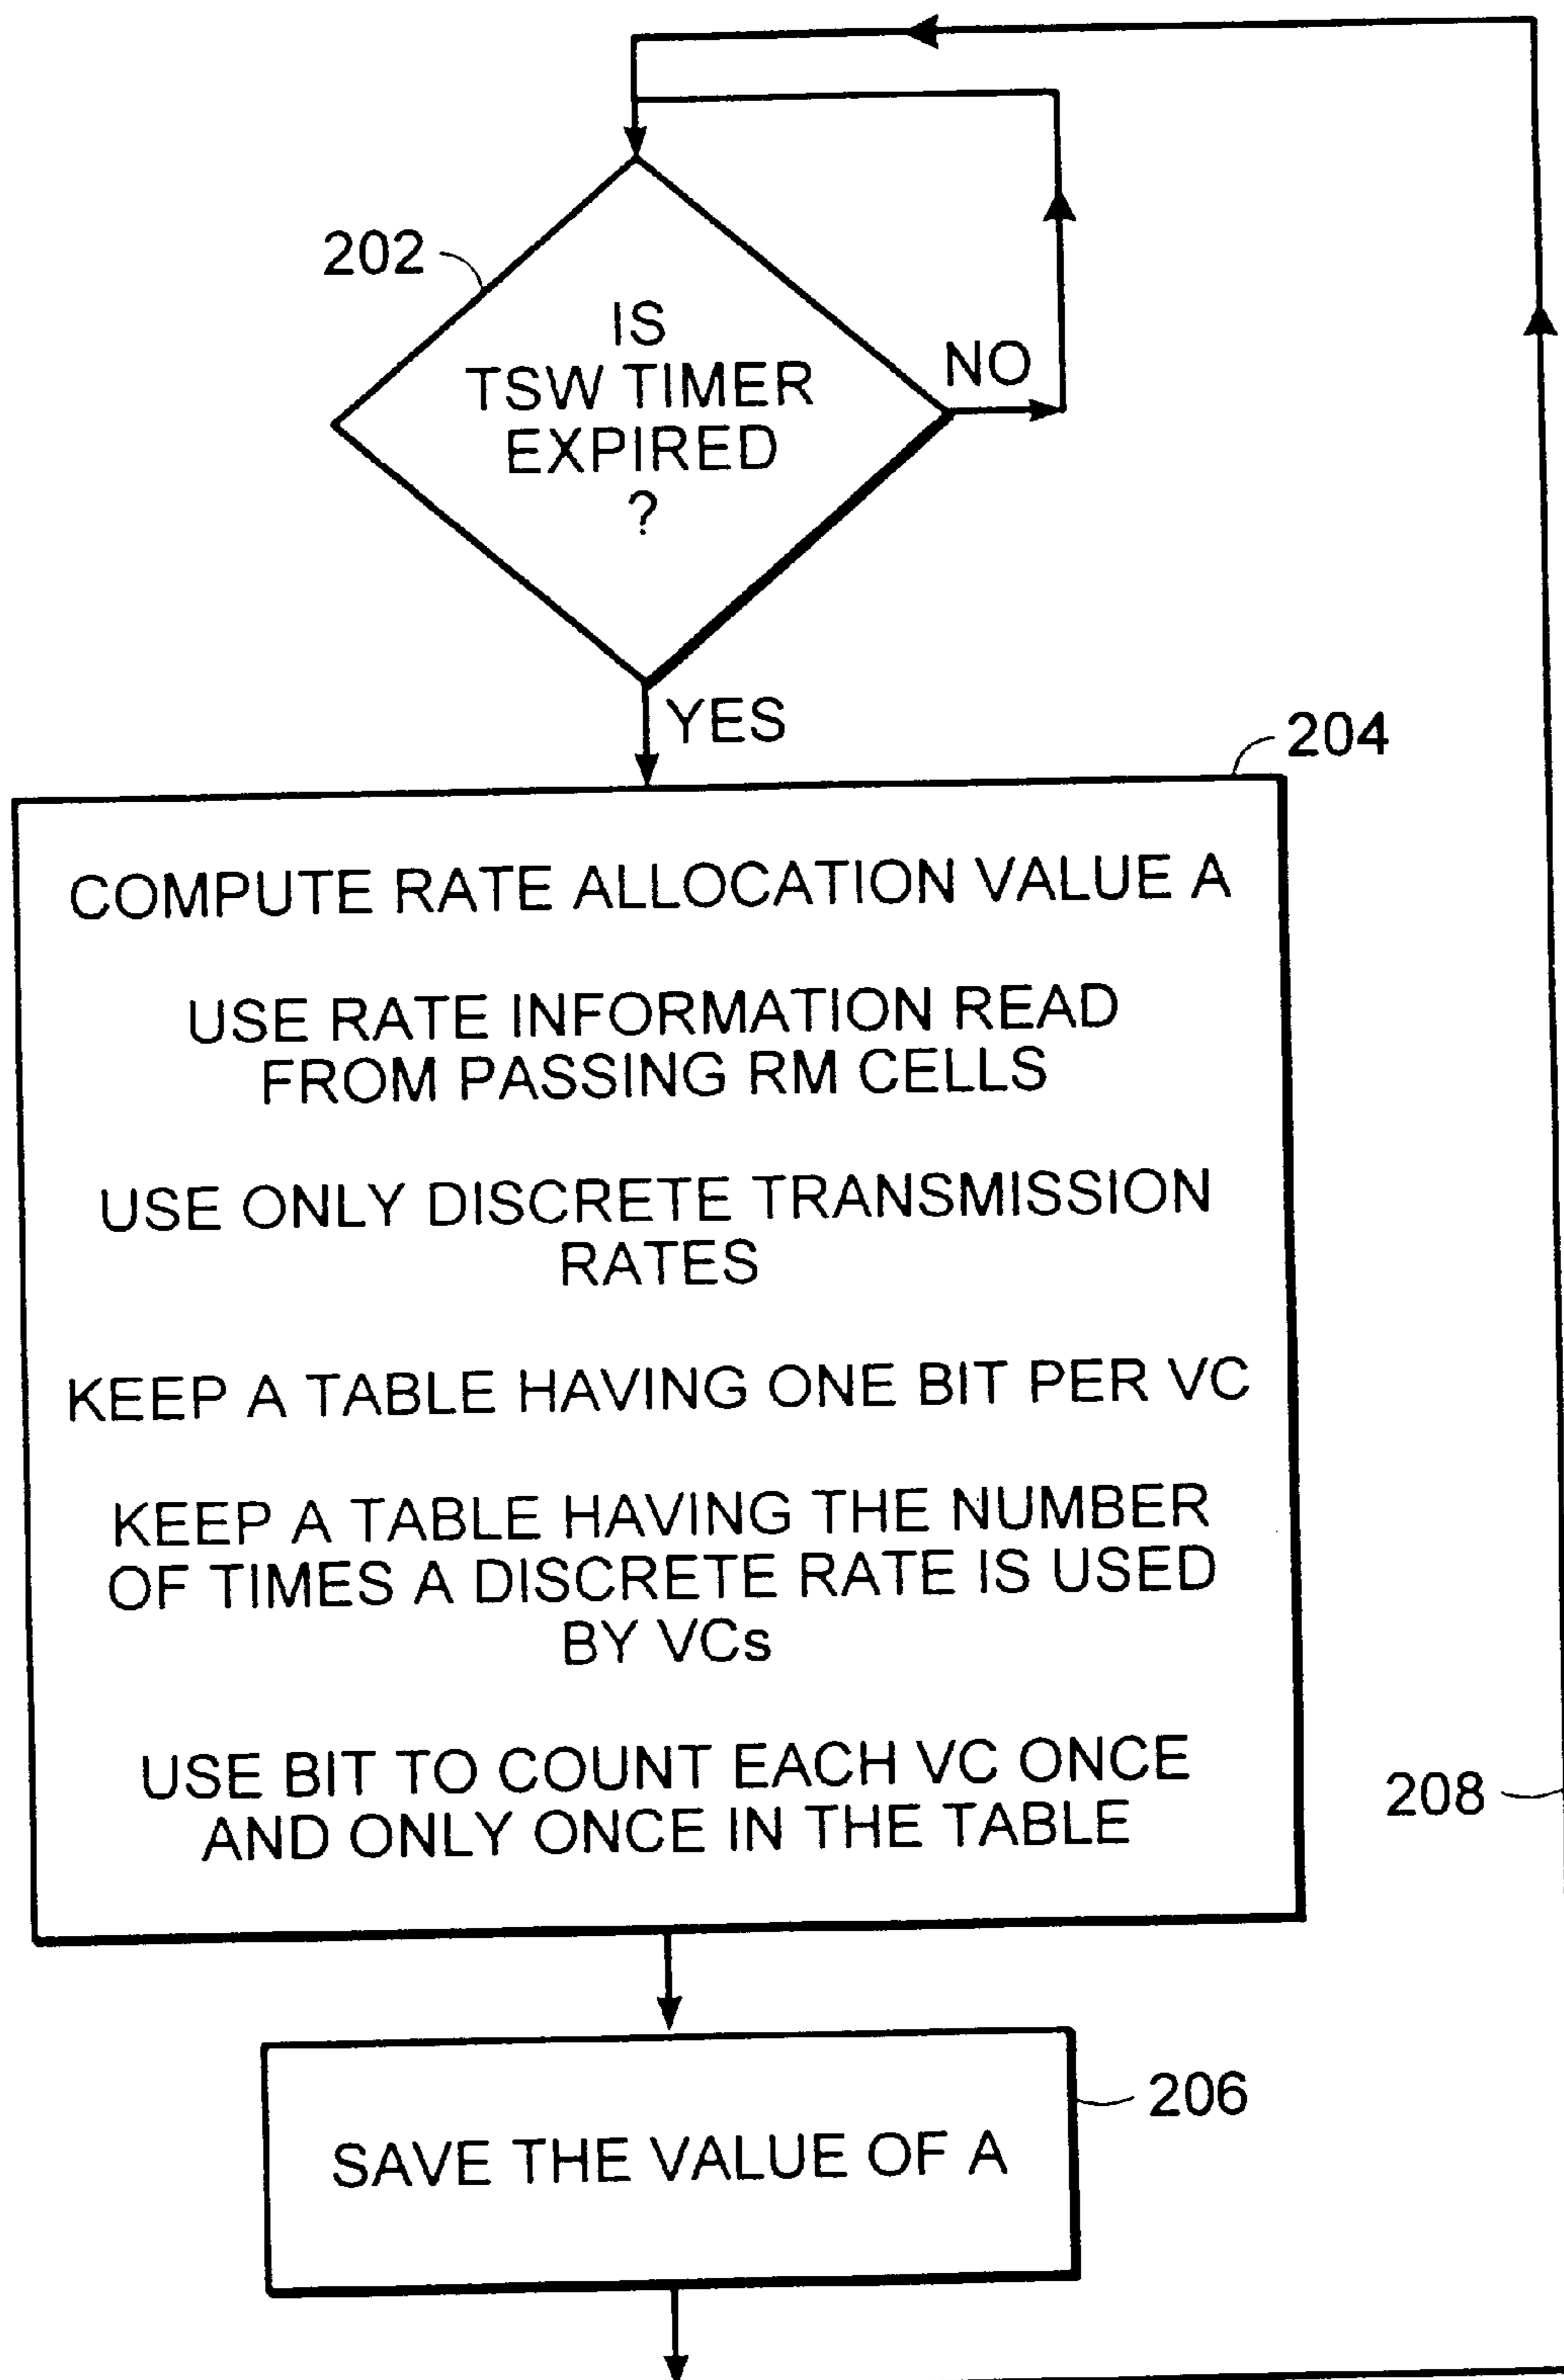 202
IS
TSW TIMER
EXPIRED
?
NO
YES
204
COMPUTE RATE ALLOCATION VALUE A
USE RATE INFORMATION READ
FROM PASSING RM CELLS
USE ONLY DISCRETE TRANSMISSION
RATES
KEEP A TABLE HAVING ONE BIT PER VC
KEEP A TABLE HAVING THE NUMBER
OF TIMES A DISCRETE RATE IS USED
BY VCs
USE BIT TO COUNT EACH VC ONCE
AND ONLY ONCE IN THE TABLE
208
206
SAVE THE VALUE OF A